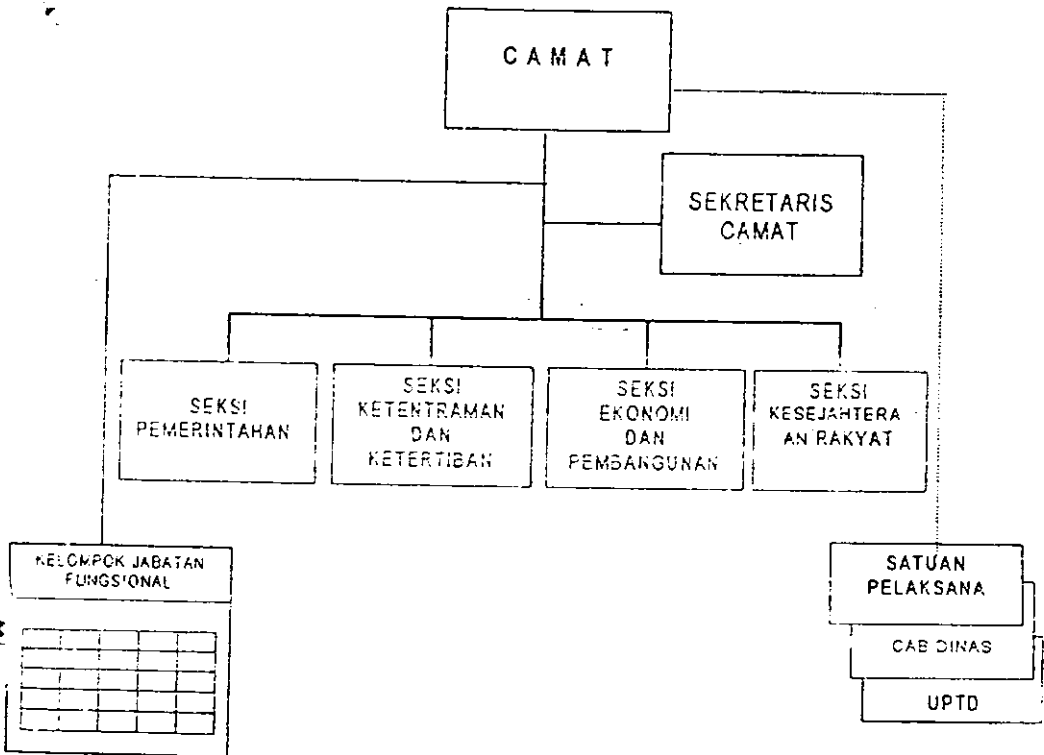 C A M A T
SEKRETARIS
CAMAT
SEKSI
PEMERINTAHAN
SEKSI
KETENTRAMAN
DAN
KETERTIBAN
SEKSI
EKONOMI
DAN
PEMBANGUNAN
SEKSI
KESEJAHTERA
AN RAKYAT
KELOMPOK JABATAN
FUNGSIONAL
SATUAN
PELAKSANA
CAB DINAS
UPTD